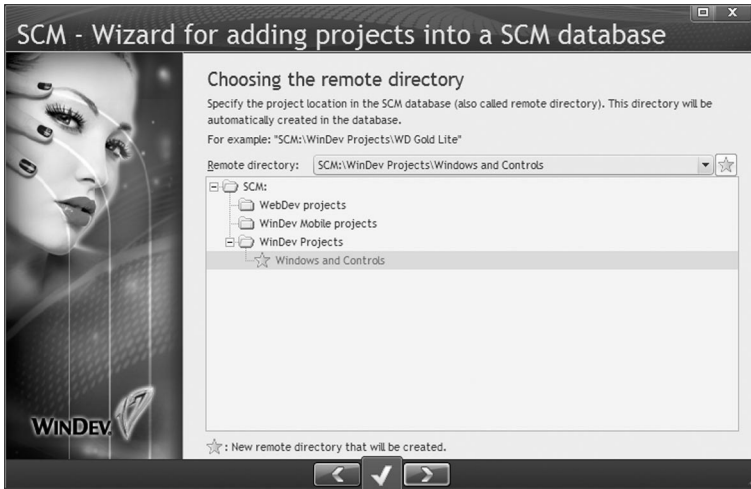 SCM - Wizard for adding projects into a SCM database
Choosing the remote directory
Specify the project location in the SCM database (also called remote directory). This directory will be
automatically created in the database.
For example: "SCM:\WinDev Projects\WD Gold Lite"
Remote directory: SCM:\WinDev Projects\Windows and Controls
SCM:
WebDev projects
WinDev Mobile projects
WinDev Projects
Windows and Controls
WINDEV
: New remote directory that will be created.